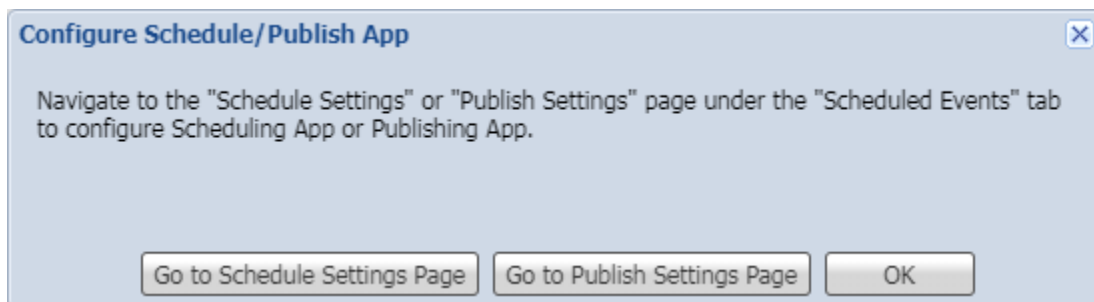 Configure Schedule/Publish App
Navigate to the "Schedule Settings" or "Publish Settings" page under the "Scheduled Events" tab
to configure Scheduling App or Publishing App.
Go to Schedule Settings Page Go to Publish Settings Page OK